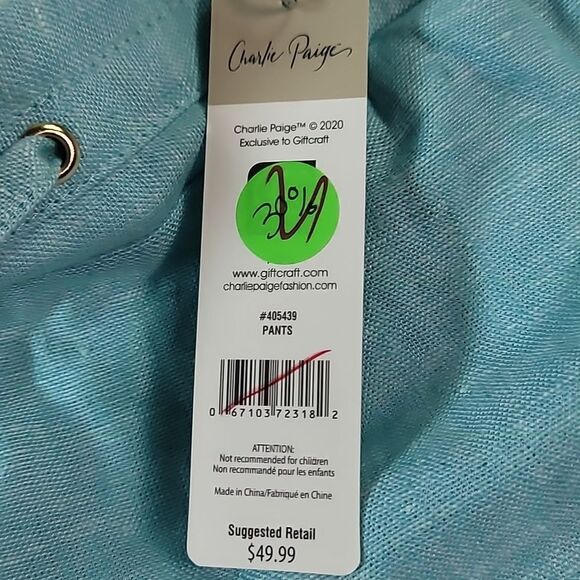 Charlie Paige
Charlie Paige™ © 2020
Exclusive to Giftcraft
30%
www.giftcraft.com
charliepaigefashion.com
#405439
PANTS
0 67103 72318 2
ATTENTION:
Not recommended for children
Non recommandé pour les enfants
Made in China/Fabriqué en Chine
Suggested Retail
$49.99